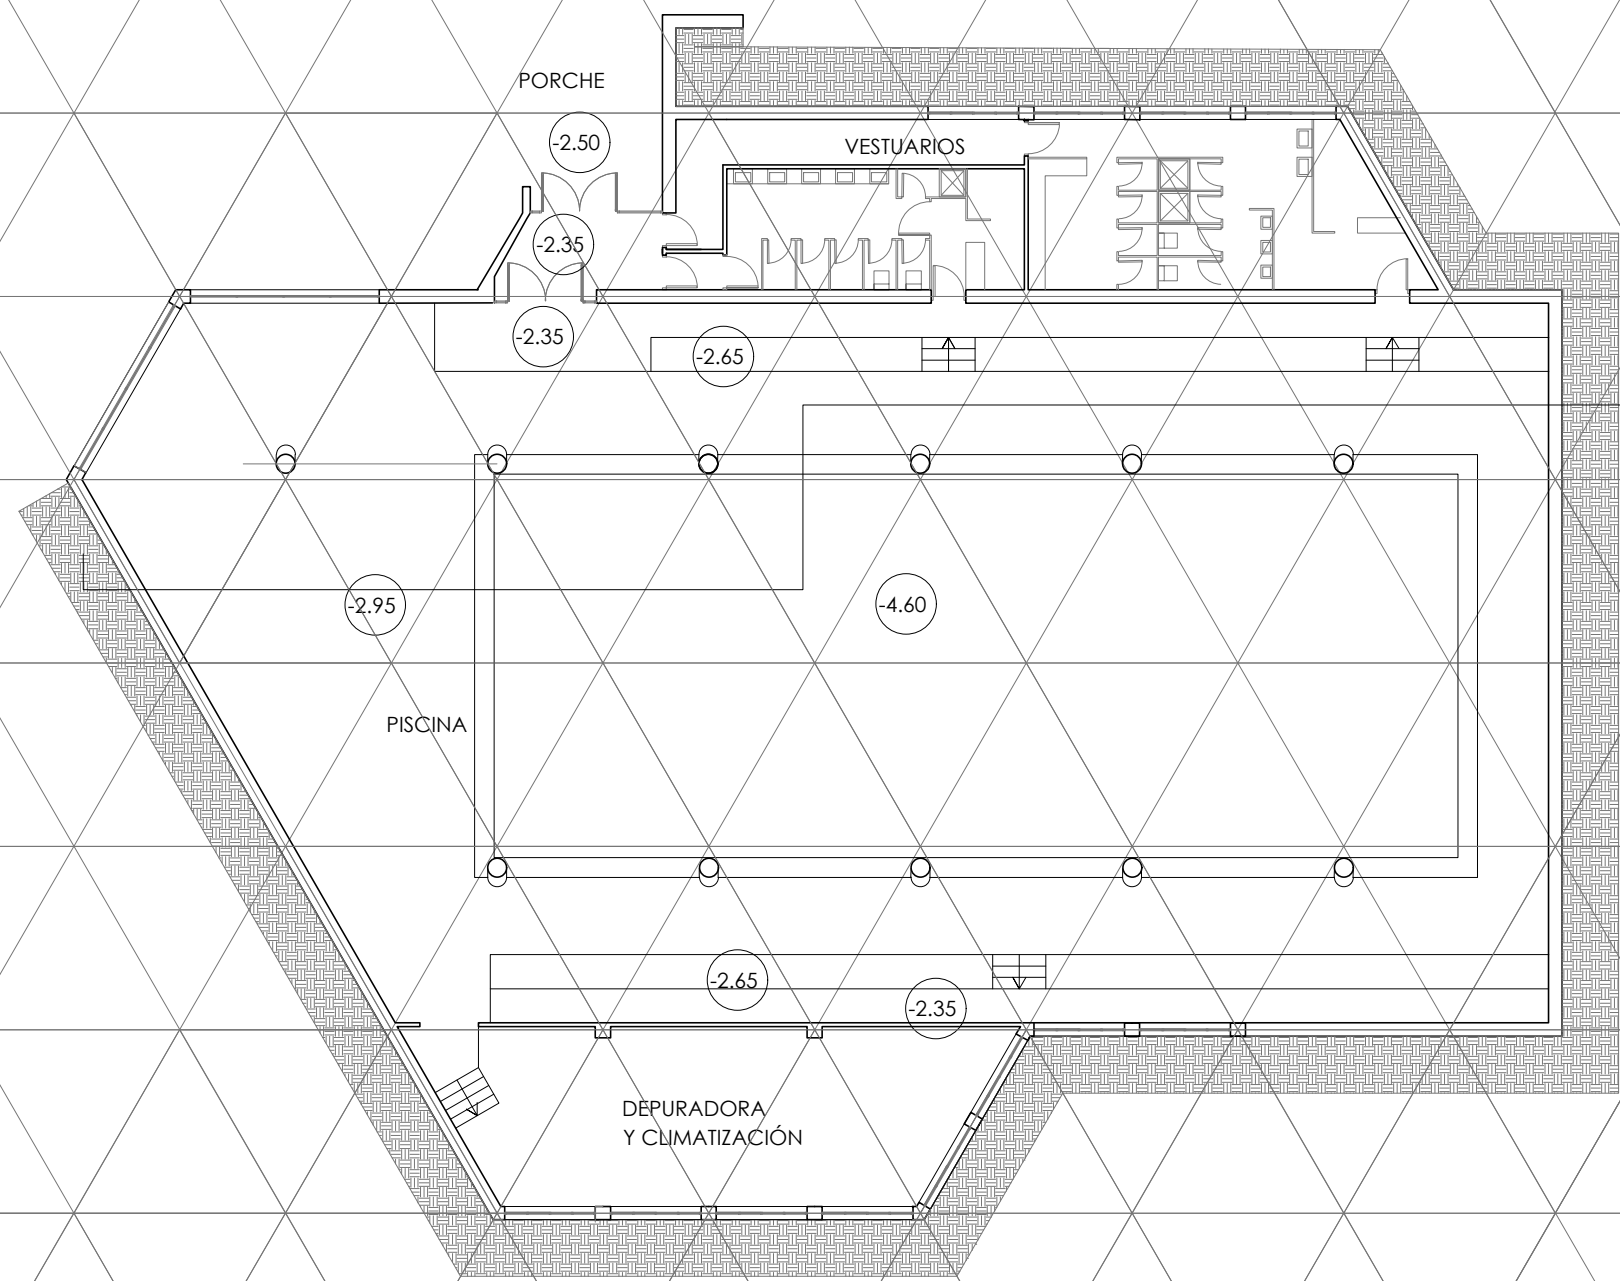 PORCHE
-2.50
VESTUARIOS
-2.35
-2.35
-2.65
-2.95
-4.60
PISCINA
-2.65
-2.35
DEPURADORA
Y CLIMATIZACIÓN